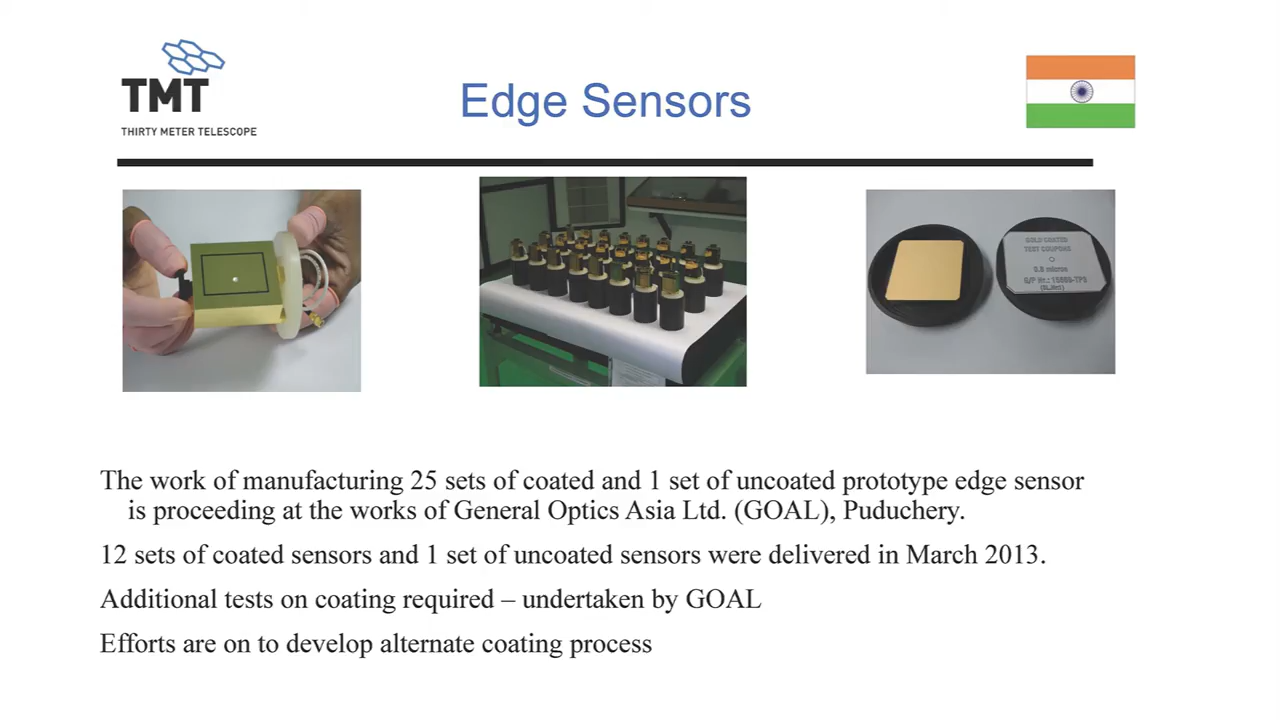 TMT
THIRTY METER TELESCOPE
Edge Sensors
GOLD COATED
TEST COUPONS
0.8 micron
The work of manufacturing 25 sets of coated and 1 set of uncoated prototype edge sensor
is proceeding at the works of General Optics Asia Ltd. (GOAL), Puduchery.
12 sets of coated sensors and 1 set of uncoated sensors were delivered in March 2013.
Additional tests on coating required – undertaken by GOAL
Efforts are on to develop alternate coating process